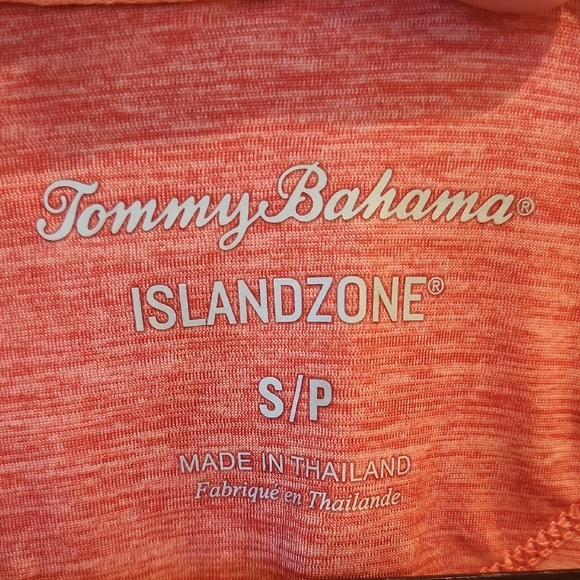 Tommy Bahama®
ISLANDZONE®
S/P
MADE IN THAILAND
Fabriqué en Thaïlande